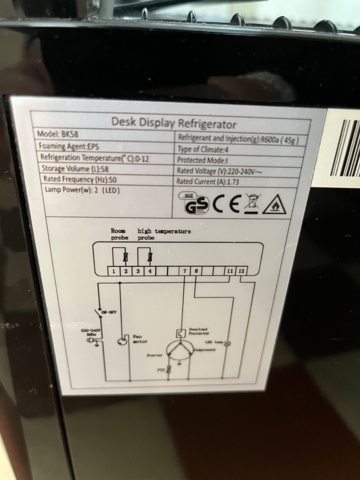 Desk Display Refrigerator
Model: BK58
Refrigerant and Injection(g):R600a ( 45g)
Foaming Agent:EPS
Type of Climate:4
Refrigeration Temperature(°C):0-12
Protected Mode:I
Storage Volume (L):58
Rated Voltage (V):220-240V~
Rated Frequency (Hz):50
Rated Current (A):1.73
Lamp Power(w): 2 (LED)
GS CE
Room probe
high temperature probe
1 2 3 4 7 8 11 12
ON-OFF
220-240V
50Hz
Fan motor
Overload Protector
Starter
Compressor
PTC
LED lamp